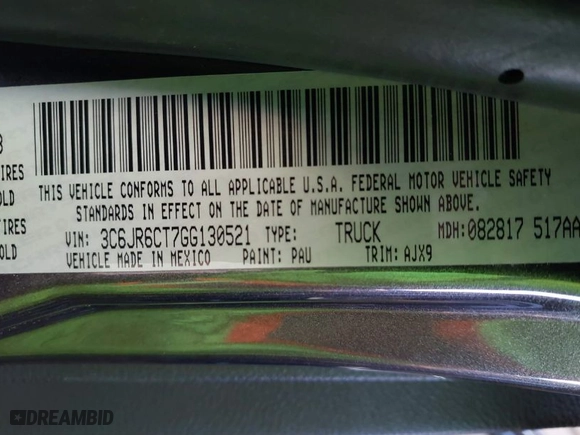 THIS VEHICLE CONFORMS TO ALL APPLICABLE U.S.A. FEDERAL MOTOR VEHICLE SAFETY
STANDARDS IN EFFECT ON THE DATE OF MANUFACTURE SHOWN ABOVE.
VIN: 3C6JR6CT7GG130521 TYPE: TRUCK MDH: 082817 517AA
VEHICLE MADE IN MEXICO PAINT: PAU TRIM: AJX9
DREAMBID